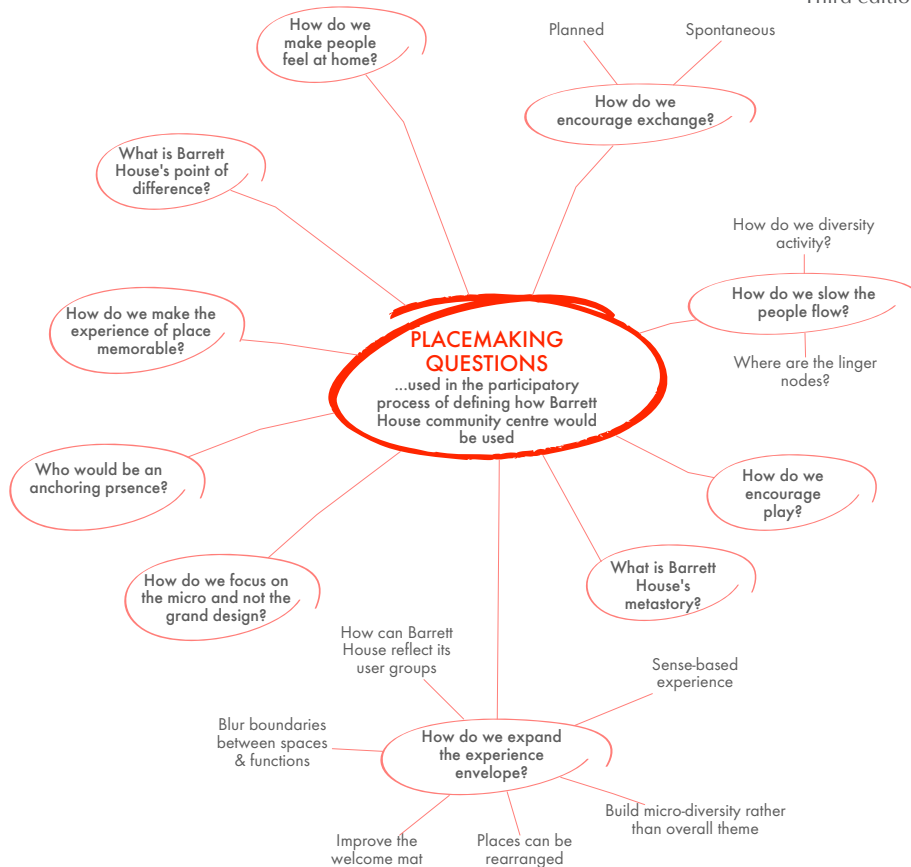 Third editio
How do we
make people
feel at home?
Planned
Spontaneous
How do we
encourage exchange?
What is Barrett
House's point of
difference?
How do we diversity
activity?
How do we slow the
people flow?
Where are the linger
nodes?
How do we make the
experience of place
memorable?
PLACEMAKING
QUESTIONS
...used in the participatory
process of defining how Barrett
House community centre would
be used
Who would be an
anchoring prsence?
How do we
encourage
play?
How do we focus on
the micro and not the
grand design?
What is Barrett
House's
metastory?
How can Barrett
House reflect its
user groups
Sense-based
experience
Blur boundaries
between spaces
& functions
How do we expand
the experience
envelope?
Build micro-diversity rather
than overall theme
Improve the
welcome mat
Places can be
rearranged